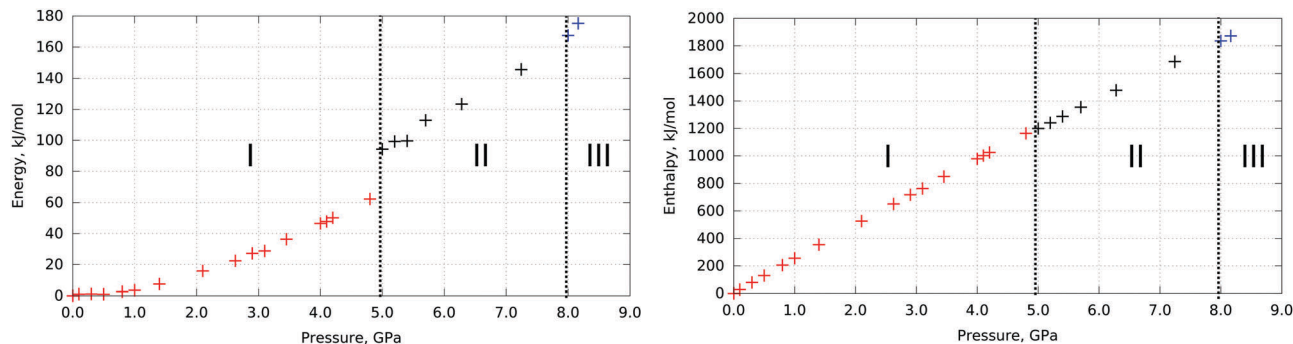 180
160
140
120
100
80
60
40
20
0
Energy, kJ/mol
I
II
III
0.0 1.0 2.0 3.0 4.0 5.0 6.0 7.0 8.0 9.0
Pressure, GPa
2000
1800
1600
1400
1200
1000
800
600
400
200
0
Enthalpy, kJ/mol
I
II
III
0.0 1.0 2.0 3.0 4.0 5.0 6.0 7.0 8.0 9.0
Pressure, GPa